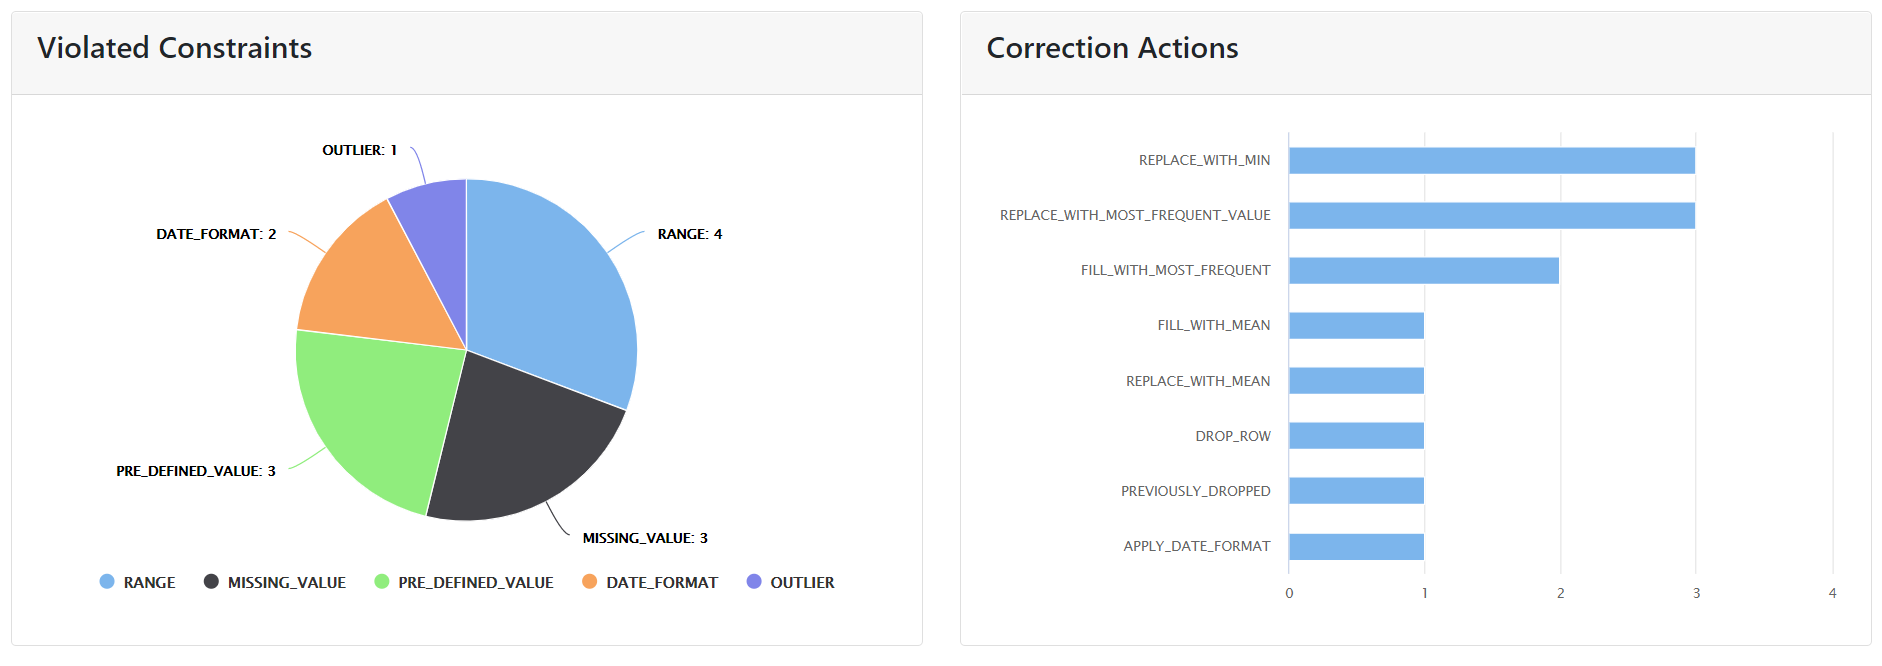 Violated Constraints
OUTLIER: 1
DATE_FORMAT: 2
RANGE: 4
PRE_DEFINED_VALUE: 3
MISSING_VALUE: 3
RANGE
MISSING_VALUE
PRE_DEFINED_VALUE
DATE_FORMAT
OUTLIER
Correction Actions
REPLACE_WITH_MIN
REPLACE_WITH_MOST_FREQUENT_VALUE
FILL_WITH_MOST_FREQUENT
FILL_WITH_MEAN
REPLACE_WITH_MEAN
DROP_ROW
PREVIOUSLY_DROPPED
APPLY_DATE_FORMAT
0 1 2 3 4